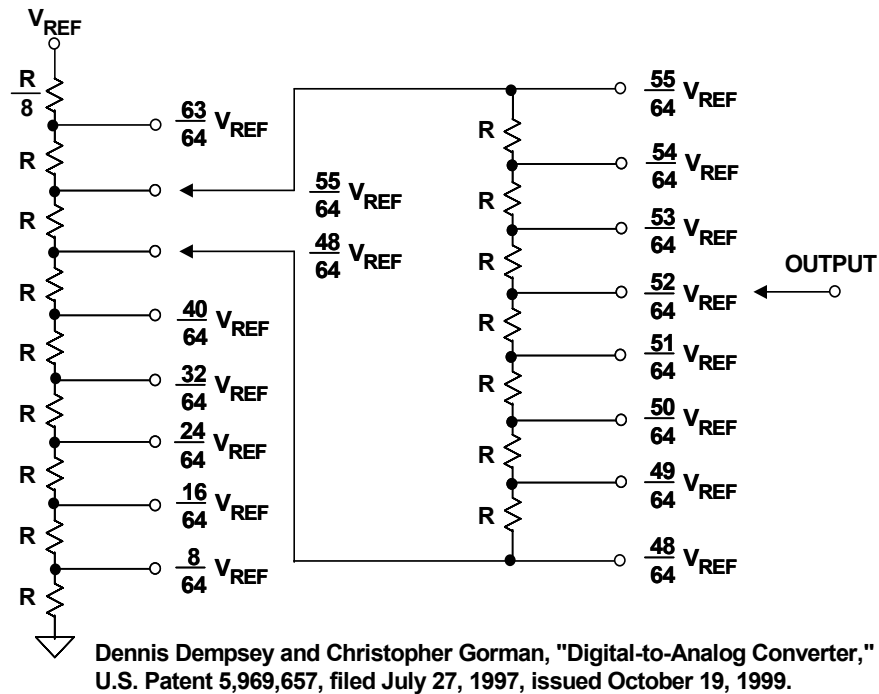 VREF
R
8
R
R
R
R
R
R
R
R
63
64 VREF
55
64 VREF
48
64 VREF
40
64 VREF
32
64 VREF
24
64 VREF
16
64 VREF
8
64 VREF
R
R
R
R
R
R
R
55
64 VREF
54
64 VREF
53
64 VREF
52
64 VREF
51
64 VREF
50
64 VREF
49
64 VREF
48
64 VREF
OUTPUT
Dennis Dempsey and Christopher Gorman, "Digital-to-Analog Converter,"
U.S. Patent 5,969,657, filed July 27, 1997, issued October 19, 1999.